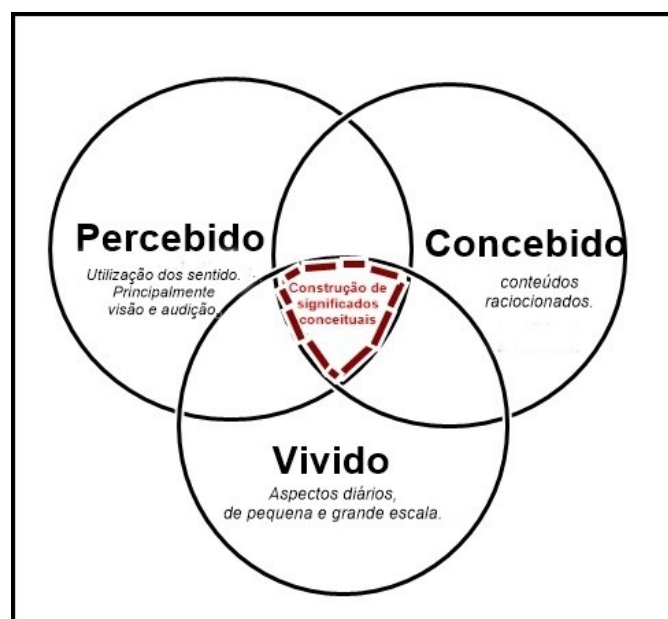 Percebido
Utilização dos sentido.
Principalmente
visão e audição
Concebido
conteúdos
raciocionados.
Construção de
significados
conceituais
Vivido
Aspectos diários,
de pequena e grande escala.